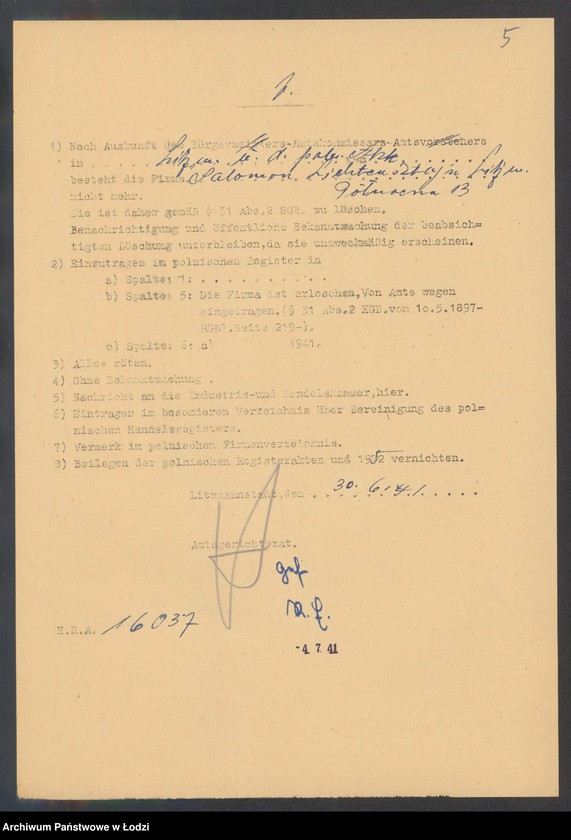 5
1) Nach Auskunft des Bürgermeisters-Amtskommissars-Amtsvorstehers
in . . . . . Litzm.
besteht die Firma Salomon Lichtensztajn Litzm.
nicht mehr. Północna 13
Sie ist daher gemäß § 31 Abs.2 HGB. zu löschen.
Benachrichtigung und öffentliche Bekanntmachung der beabsich=
tigten Löschung unterbleiben,da sie unzweckmäßig erscheinen.
2) Einzutragen im polnischen Register in
a) Spalte: 1: . . . . . . . . . .
b) Spalte: 5: Die Firma ist erloschen,Von Amts wegen
eingetragen.(§ 31 Abs.2 HGB.vom 1o.5.1897-
RGBl.Seite 219-).
c) Spalte: 6: a) 1941.
3) Alles röten.
4) Ohne Bekanntmachung .
5) Nachricht an die Industrie-und Handelskammer,hier.
6) Eintragen im besonderen Verzeichnis über Bereinigung des pol=
nischen Handelsregisters.
7) Vermerk im polnischen Firmenverzeichnis.
8) Beilegen der polnischen Registerakten und 1952 vernichten.
Litzmannstadt,den . . 30. 6. 41 . . . . .
Amtsgerichtsrat.
gef
H.R.A. 16037
-4. 7. 41
Archiwum Państwowe w Łodzi